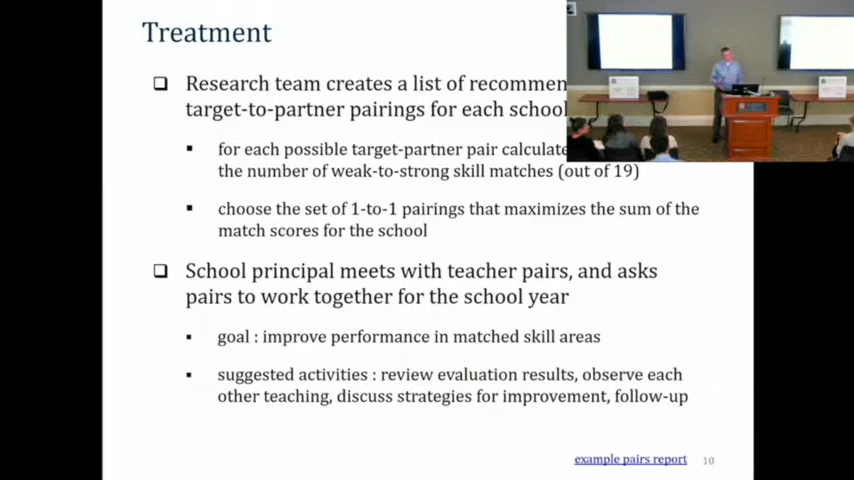 Treatment
Research team creates a list of recommen
target-to-partner pairings for each school
for each possible target-partner pair calculate
the number of weak-to-strong skill matches (out of 19)
choose the set of 1-to-1 pairings that maximizes the sum of the
match scores for the school
School principal meets with teacher pairs, and asks
pairs to work together for the school year
goal : improve performance in matched skill areas
suggested activities : review evaluation results, observe each
other teaching, discuss strategies for improvement, follow-up
example pairs report 10